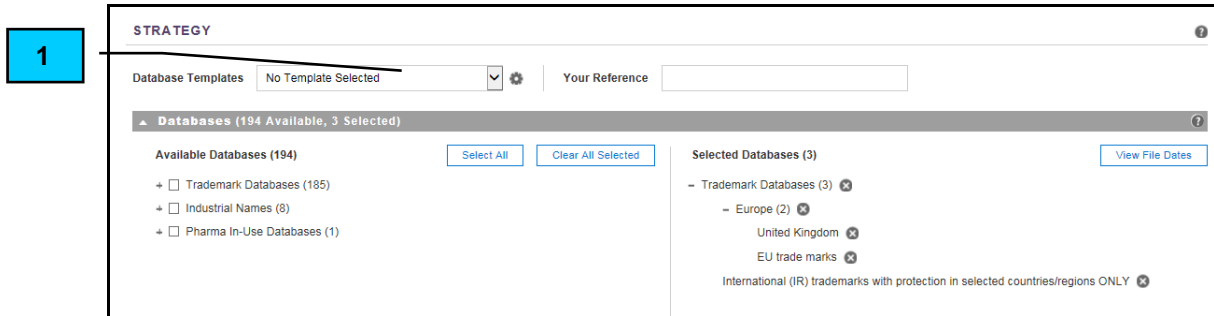 STRATEGY
1
Database Templates No Template Selected Your Reference
Databases (194 Available, 3 Selected)
Available Databases (194) Select All Clear All Selected
Trademark Databases (185)
Industrial Names (8)
Pharma In-Use Databases (1)
Selected Databases (3) View File Dates
Trademark Databases (3)
Europe (2)
United Kingdom
EU trade marks
International (IR) trademarks with protection in selected countries/regions ONLY